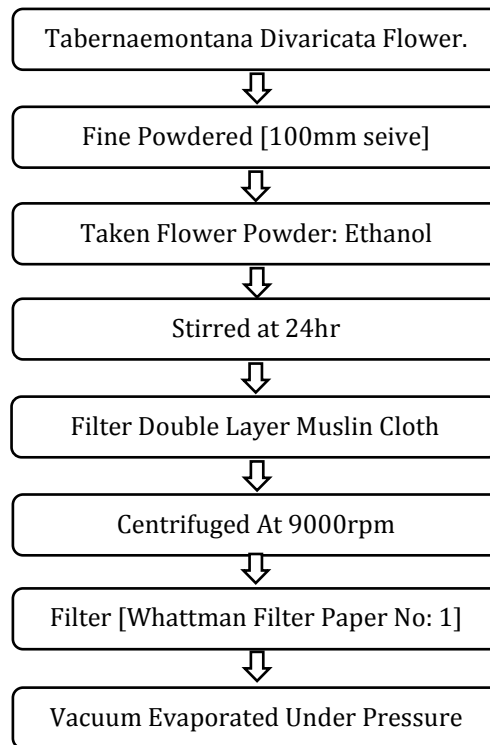 Tabernaemontana Divaricata Flower.
Fine Powdered [100mm seive]
Taken Flower Powder: Ethanol
Stirred at 24hr
Filter Double Layer Muslin Cloth
Centrifuged At 9000rpm
Filter [Whattman Filter Paper No: 1]
Vacuum Evaporated Under Pressure